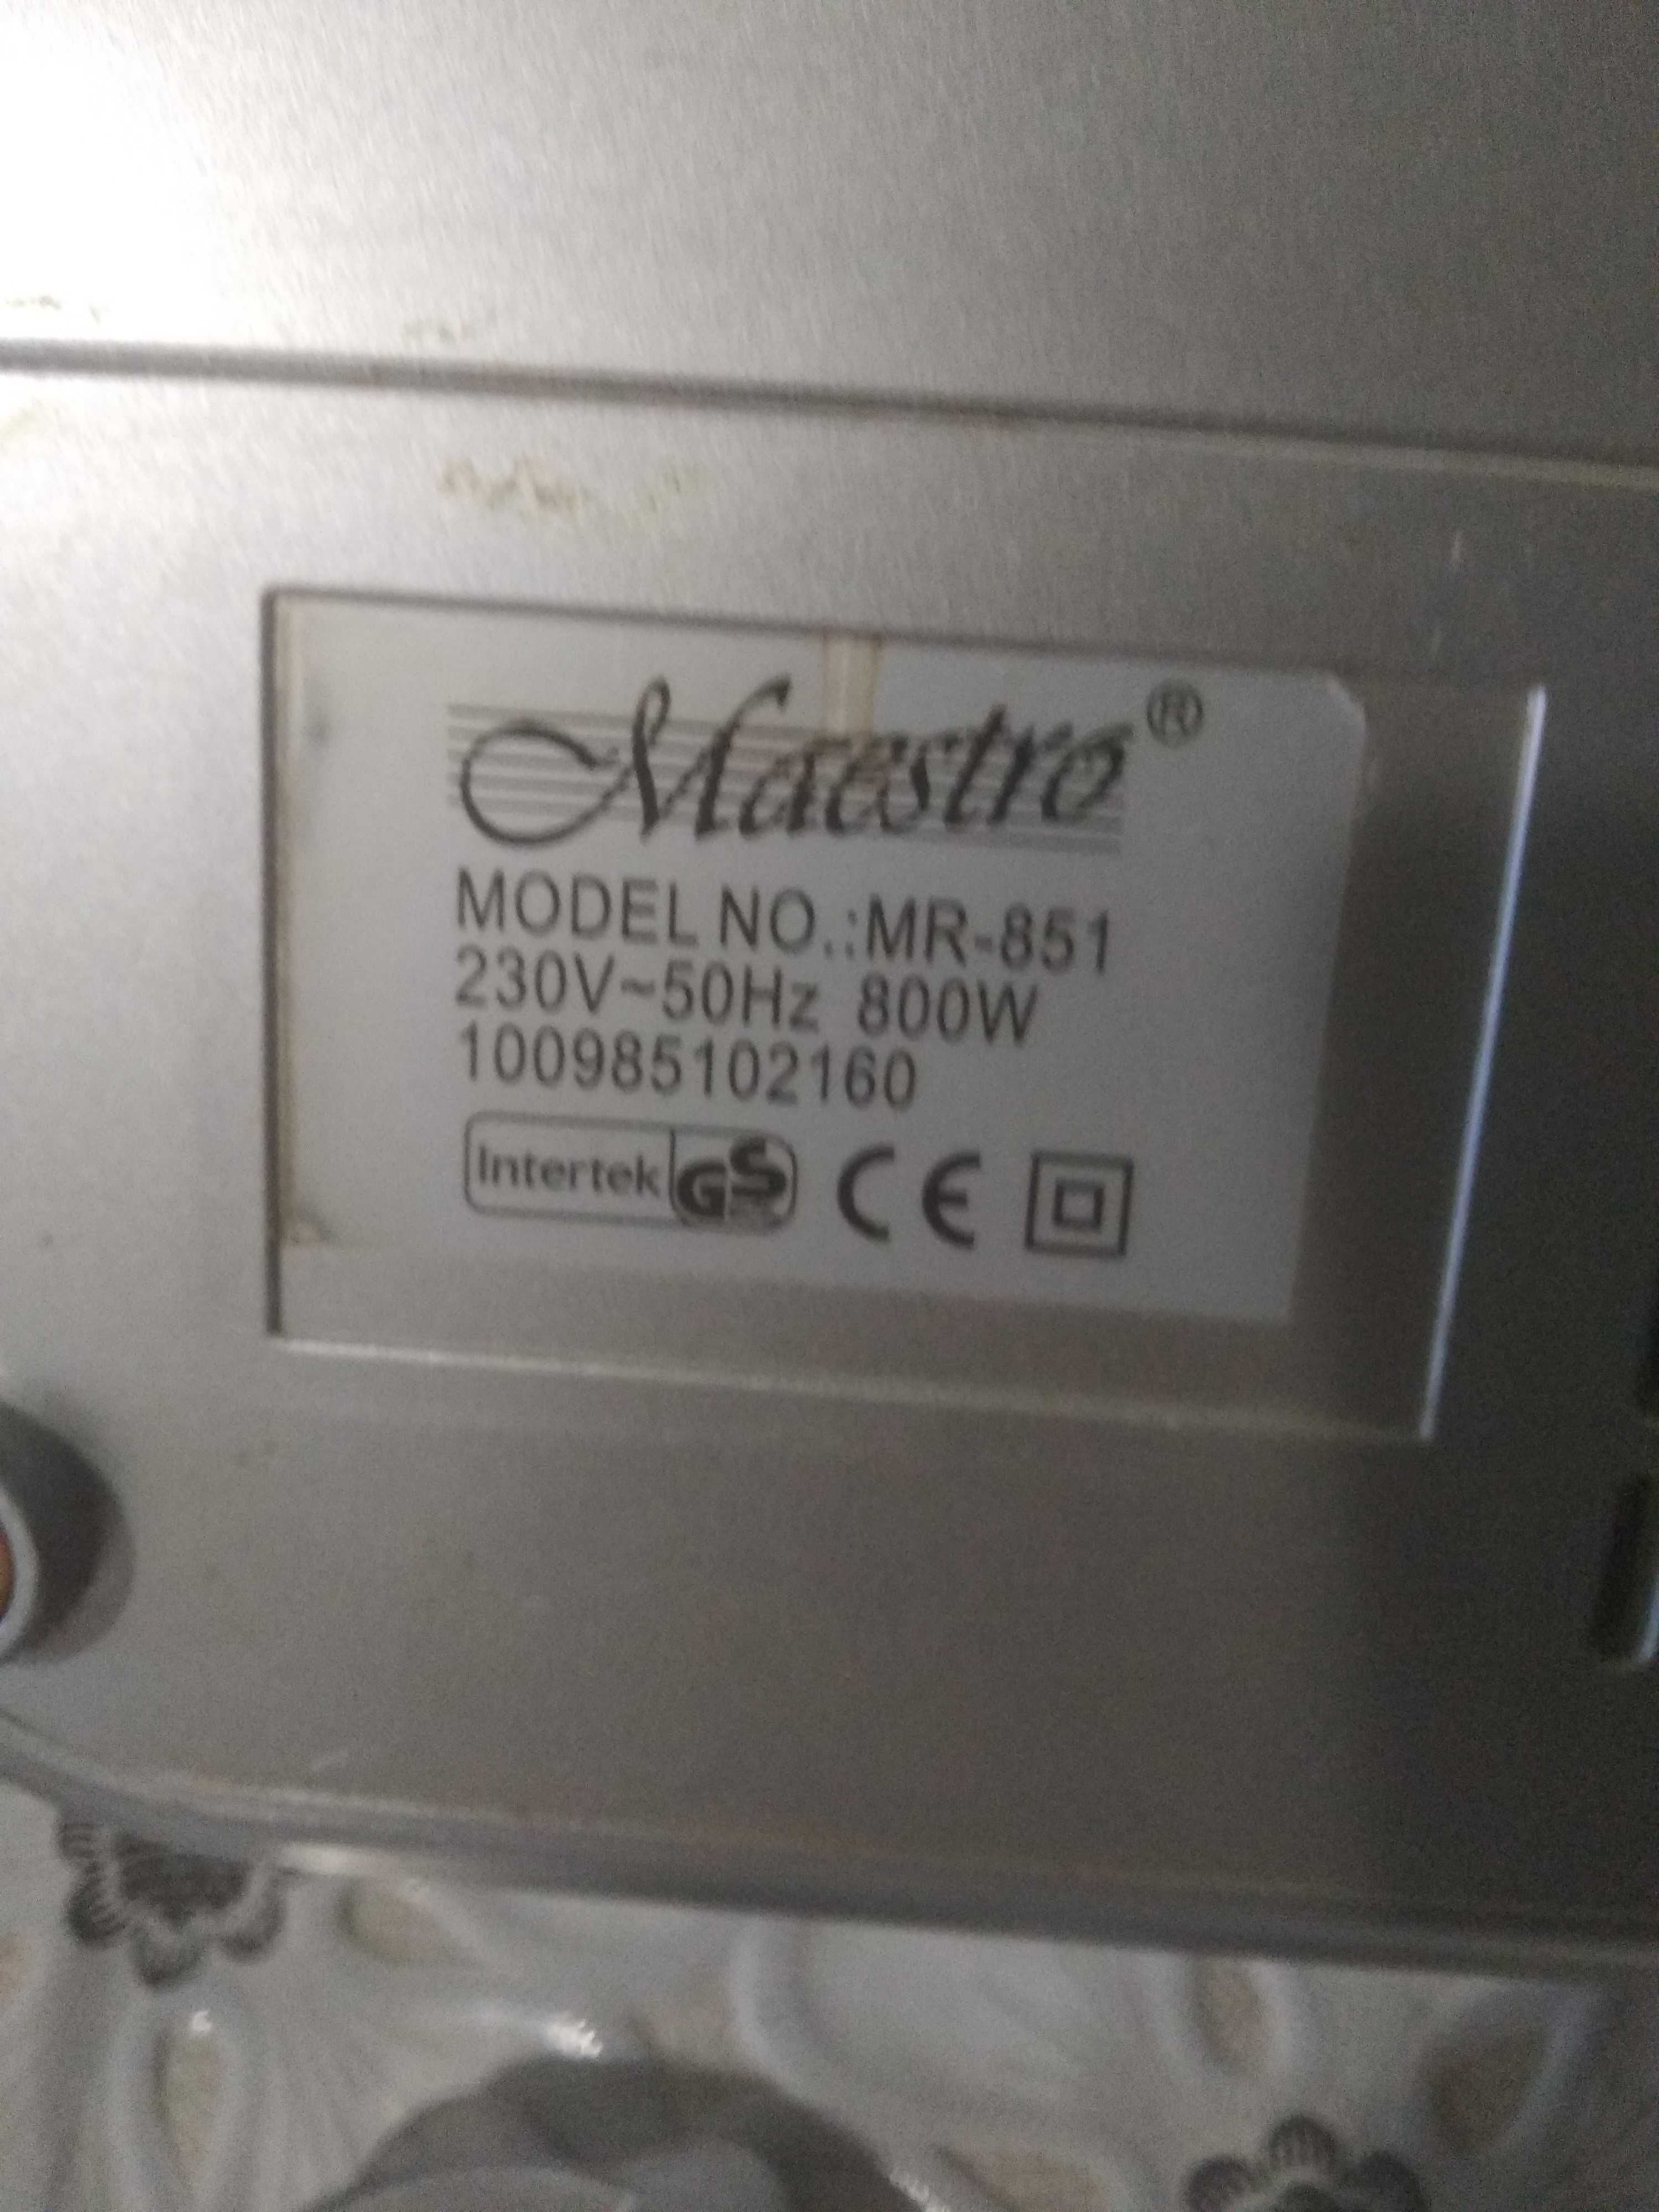 Maestro®
MODEL NO.:MR-851
230V~50Hz 800W
100985102160
Intertek GS CE